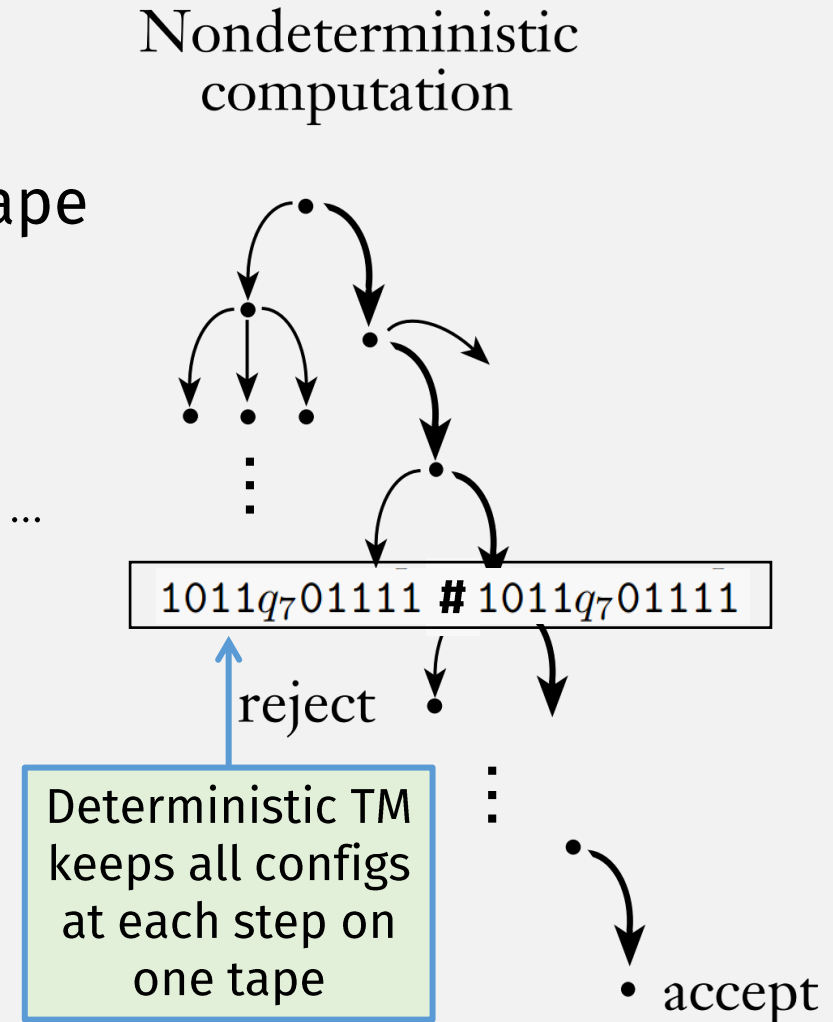 Nondeterministic
computation
ape
...
1011q₇01111 # 1011q₇01111
reject
Deterministic TM
keeps all configs
at each step on
one tape
accept